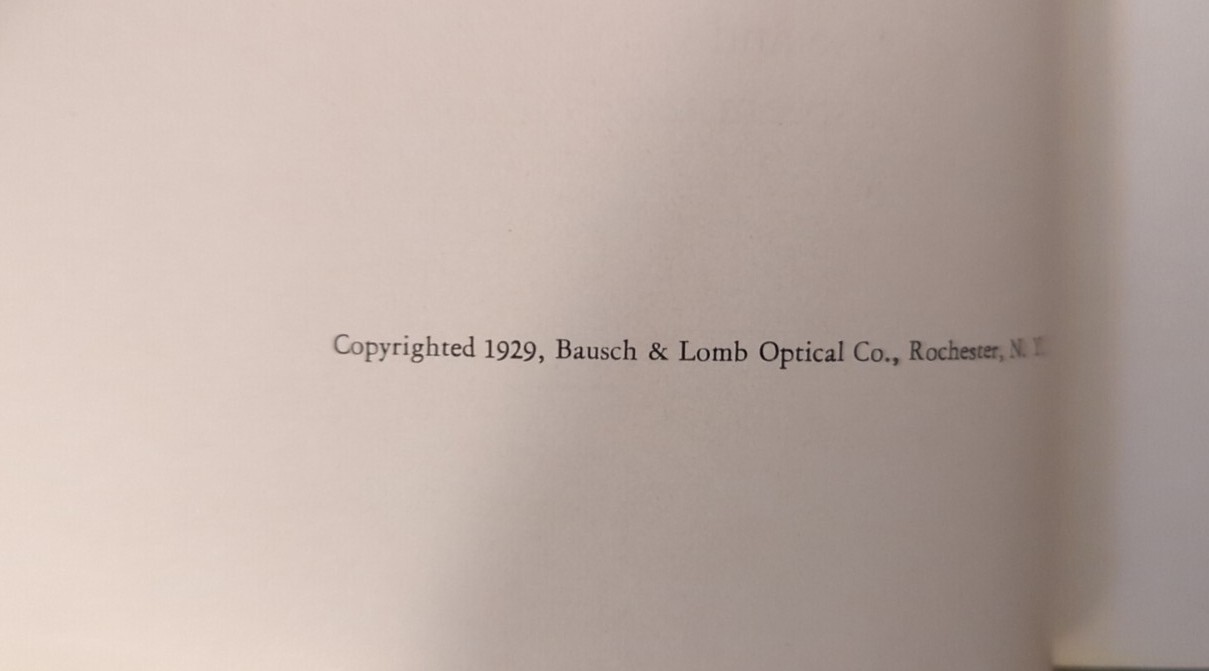 Copyrighted 1929, Bausch & Lomb Optical Co., Rochester, N. Y.